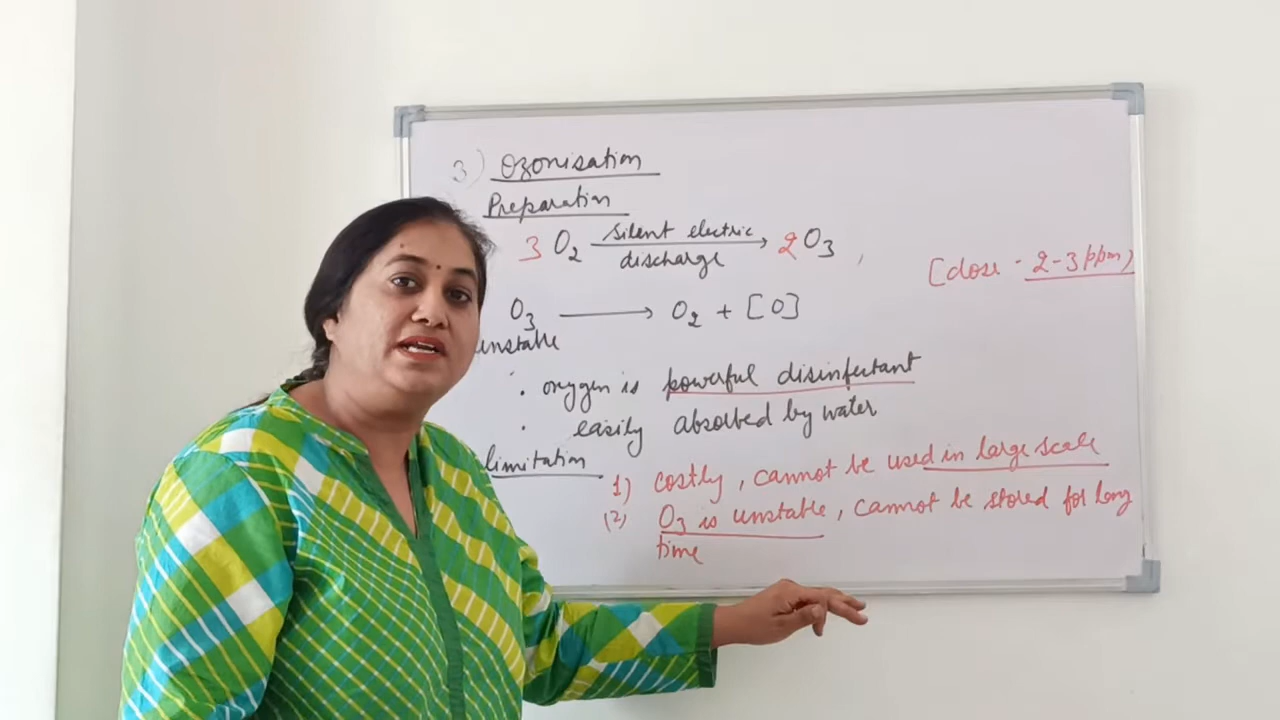 3) Ozonisation
Preparation
3 O2 silent electric discharge → 2 O3
[dose - 2-3 ppm)
O3 → O2 + [O]
unstable
. oxygen is powerful disinfectant
. easily absorbed by water
limitation
1) costly, cannot be used in large scale
(2) O3 is unstable, cannot be stored for long
time